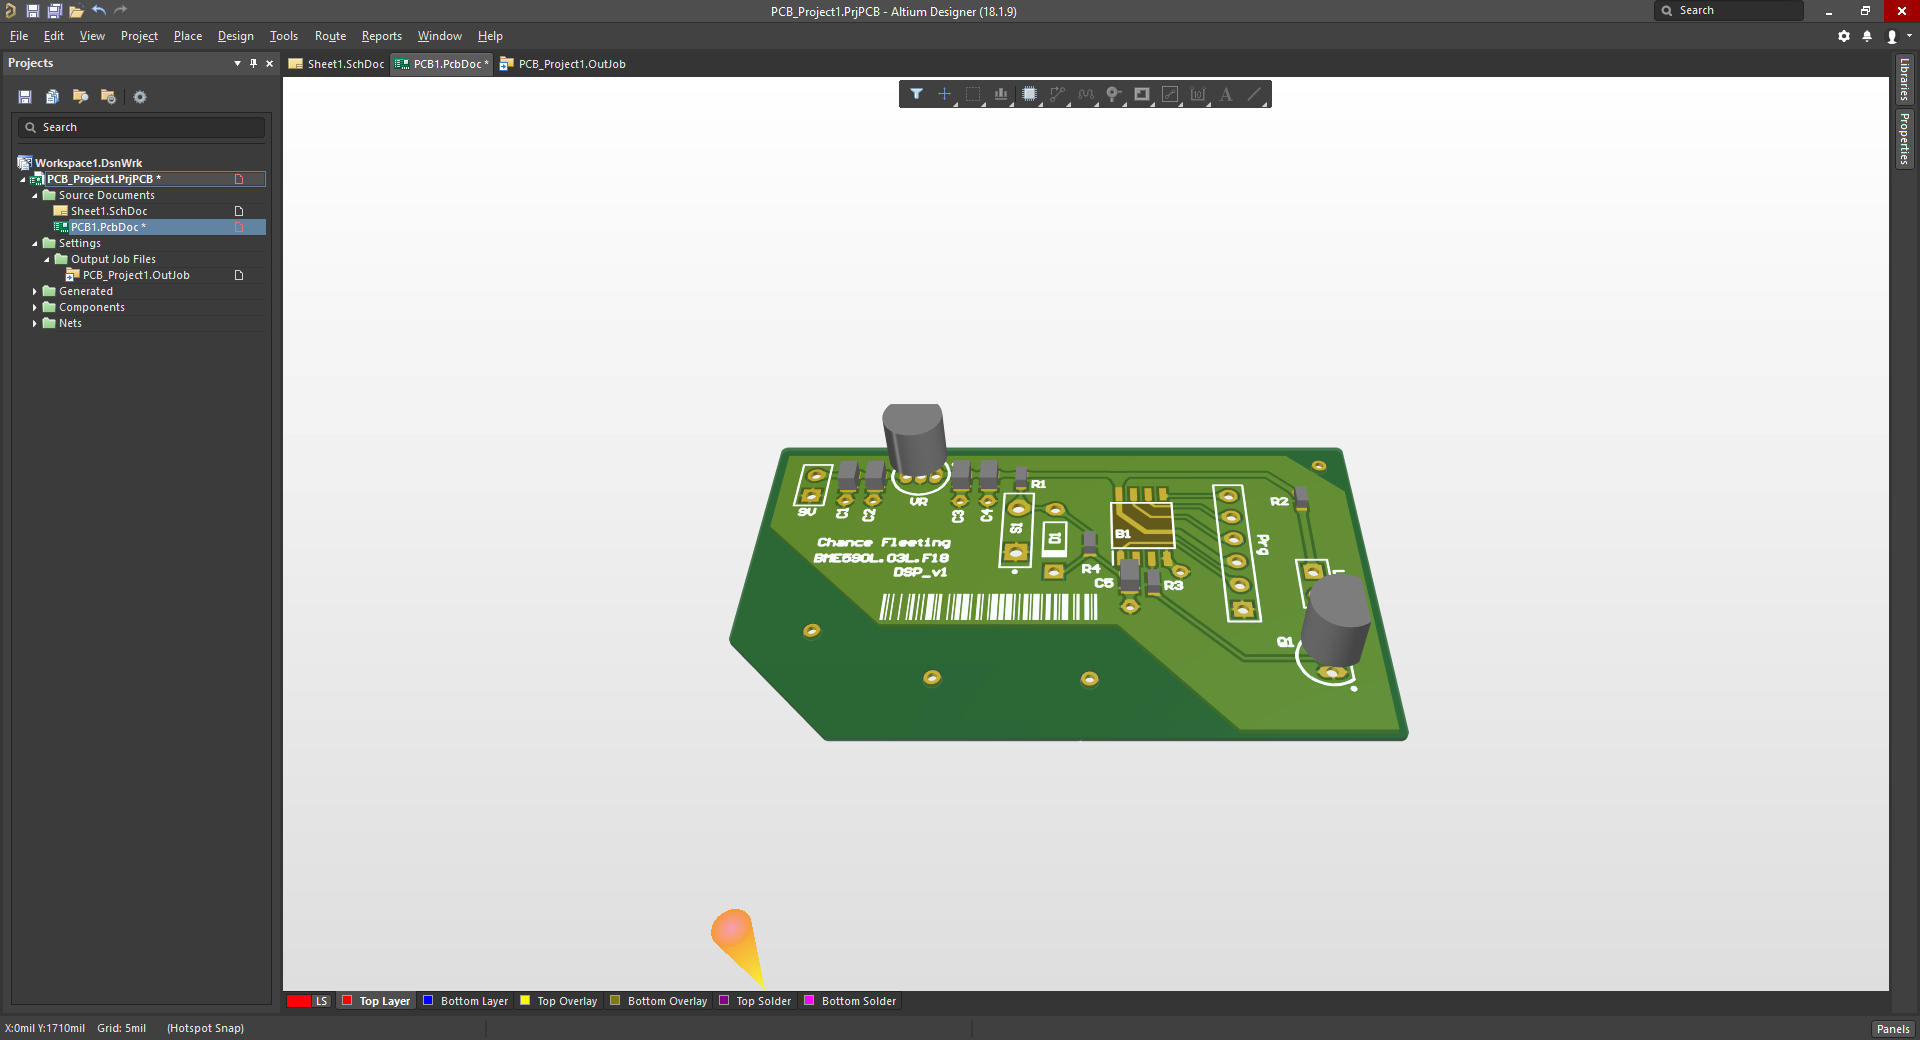 PCB_Project1.PrjPCB - Altium Designer (18.1.9)
Search
File Edit View Project Place Design Tools Route Reports Window Help
Projects
Sheet1.SchDoc PCB1.PcbDoc * PCB_Project1.OutJob
Libraries
Properties
Search
Workspace1.DsnWrk
PCB_Project1.PrjPCB *
Source Documents
Sheet1.SchDoc
PCB1.PcbDoc *
Settings
Output Job Files
PCB_Project1.OutJob
Generated
Components
Nets
9V C1 C2 VR C3 C4 R1
S1 D1 B1 R2
Prg
R4 C5 R3
Q1
Chance Fleeting
BME590L.03L.F18
DSP_v1
LS Top Layer Bottom Layer Top Overlay Bottom Overlay Top Solder Bottom Solder
X:0mil Y:1710mil Grid: 5mil (Hotspot Snap)
Panels